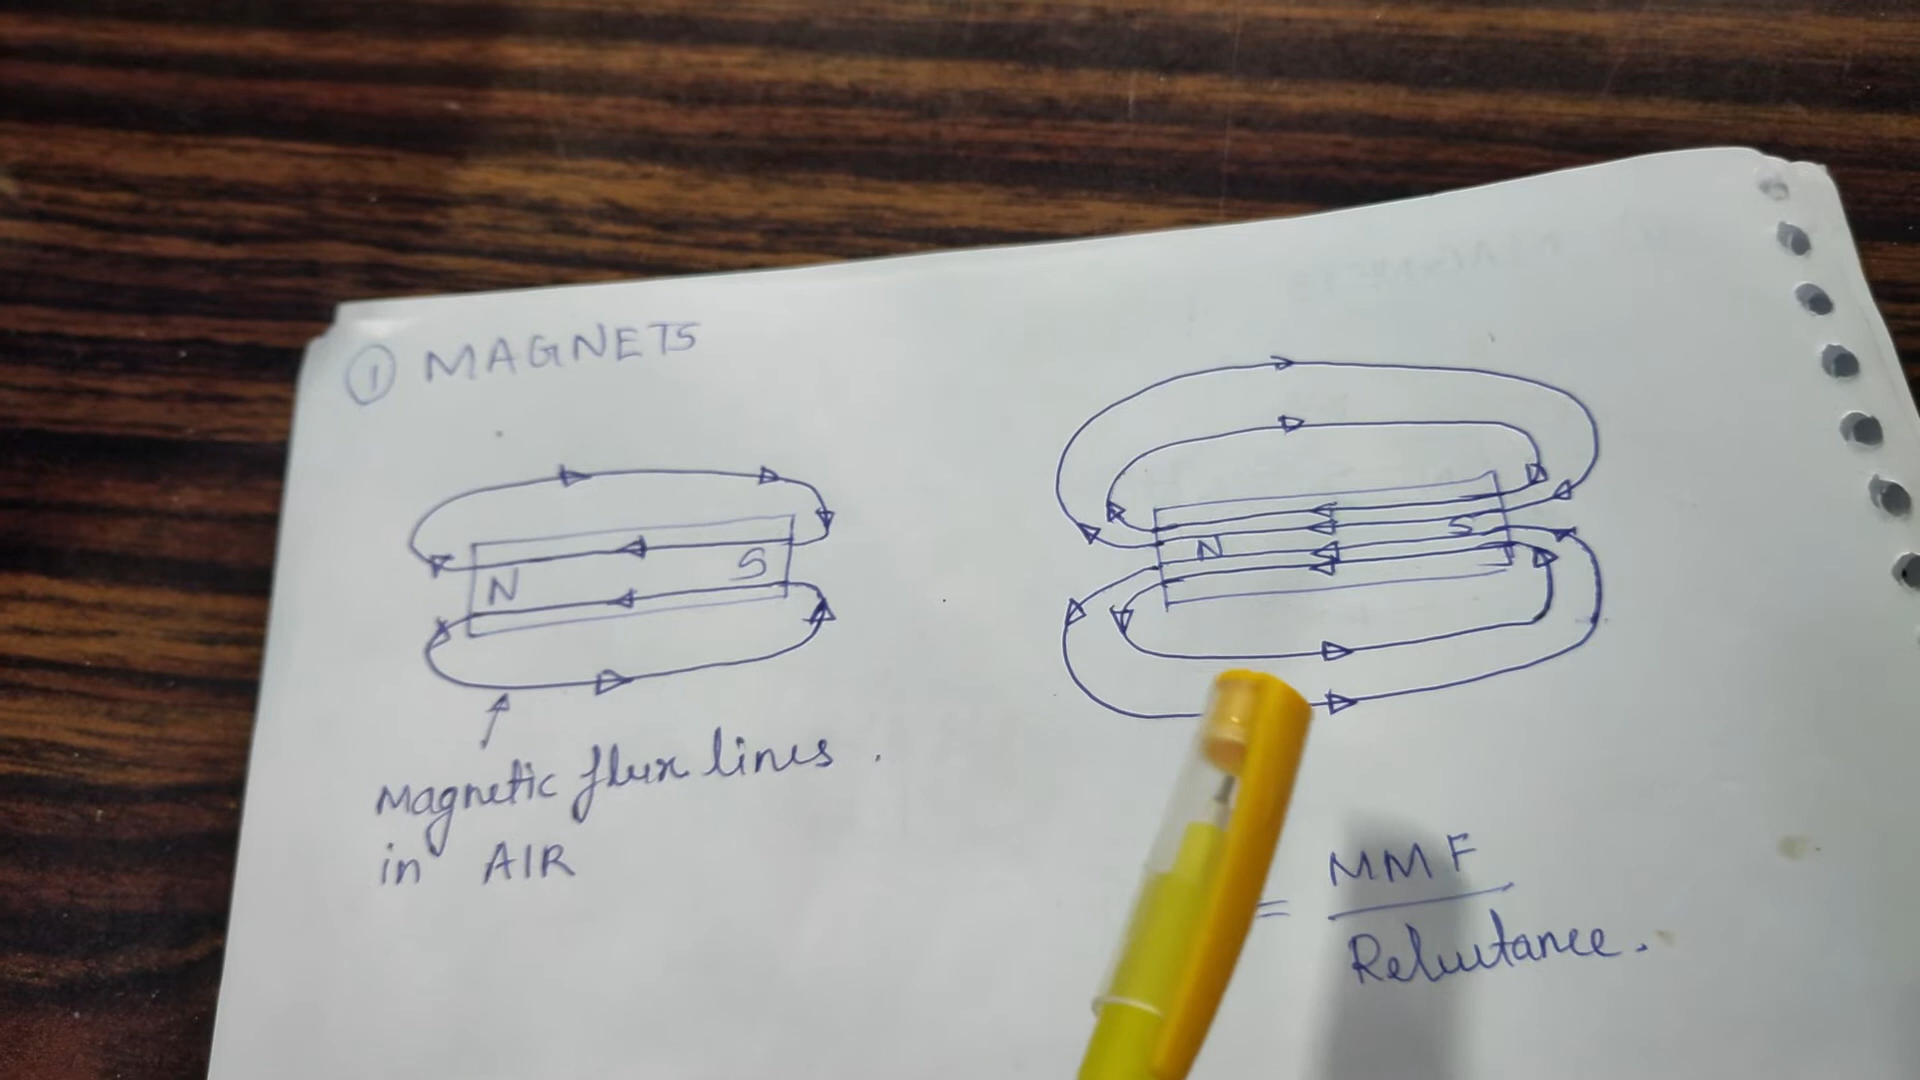 ① MAGNETS
N S
N S
Magnetic flux lines.
in AIR
= MMF
Reluctance.